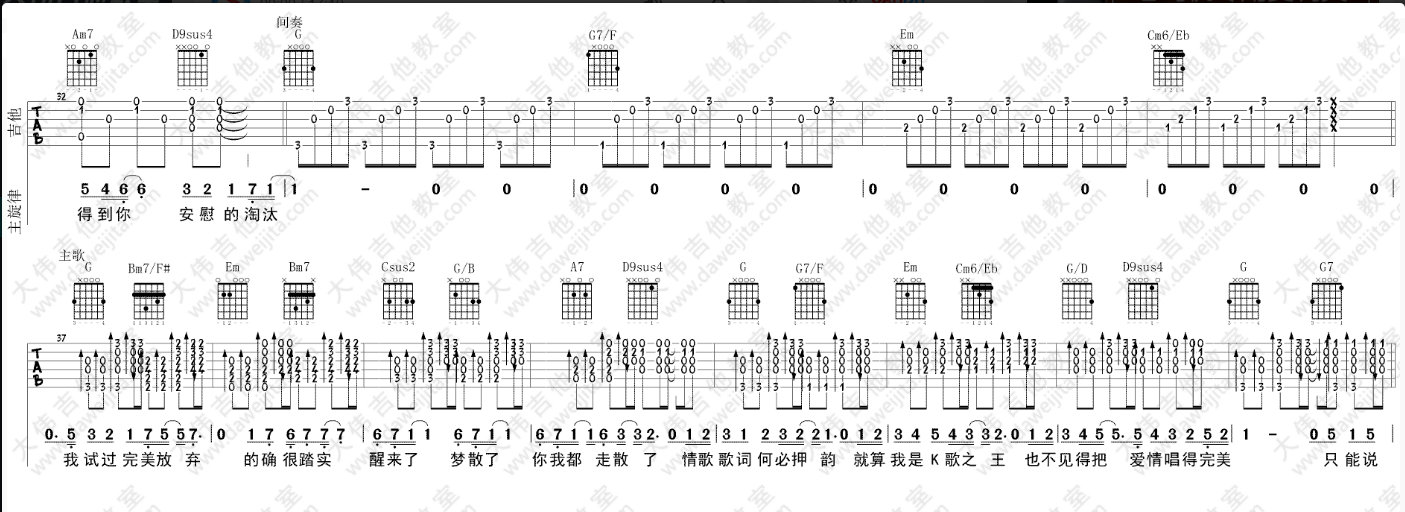 间奏
Am7 D9sus4 G G7/F Em Cm6/Eb
吉他
32
T A B
主旋律
5 4 6 6 3 2 1 7 1 | 1 - 0 0 | 0 0 0 0 | 0 0 0 0 | 0 0 0 0 |
得到你 安慰的淘汰
主歌
G Bm7/F# Em Bm7 Csus2 G/B A7 D9sus4 G G7/F Em Cm6/Eb G/D D9sus4 G G7
37
T A B
0. 5 3 2 1 7 5 5 7. | 0 1 7 6 7 7 7 | 6 7 1 1 6 7 1 1 | 6 7 1 1 6 3 3 2. 0 1 2 | 3 1 2 3 2 2 1. 0 1 2 | 3 4 5 4 3 3 2. 0 1 2 | 3 4 5 5. 5 4 3 2 5 2 | 1 - 0 5 1 5 |
我试过完美放弃 的确很踏实 醒来了 梦散了 你我都走散了 情歌歌词何必押韵 就算我是K歌之王 也不见得把 爱情唱得完美 只能说
大伟吉他教室
www.daweijita.com